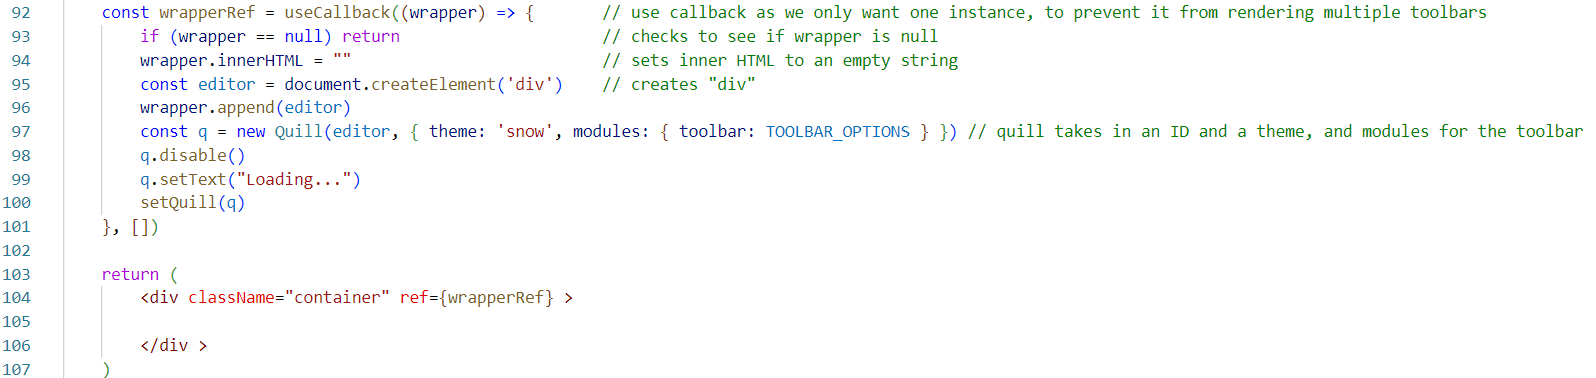 92 const wrapperRef = useCallback((wrapper) => { // use callback as we only want one instance, to prevent it from rendering multiple toolbars
93 if (wrapper == null) return // checks to see if wrapper is null
94 wrapper.innerHTML = "" // sets inner HTML to an empty string
95 const editor = document.createElement('div') // creates "div"
96 wrapper.append(editor)
97 const q = new Quill(editor, { theme: 'snow', modules: { toolbar: TOOLBAR_OPTIONS } }) // quill takes in an ID and a theme, and modules for the toolbar
98 q.disable()
99 q.setText("Loading...")
100 setQuill(q)
101 }, [])
102
103 return (
104 <div className="container" ref={wrapperRef} >
105
106 </div >
107 )